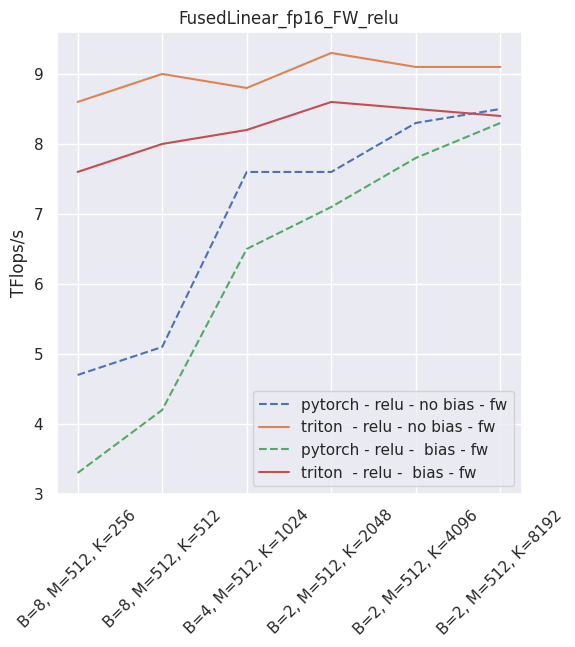 FusedLinear_fp16_FW_relu
TFlops/s
9
8
7
6
5
4
3
pytorch - relu - no bias - fw
triton  - relu - no bias - fw
pytorch - relu -  bias - fw
triton  - relu -  bias - fw
B=8, M=512, K=256
B=8, M=512, K=512
B=4, M=512, K=1024
B=2, M=512, K=2048
B=2, M=512, K=4096
B=2, M=512, K=8192